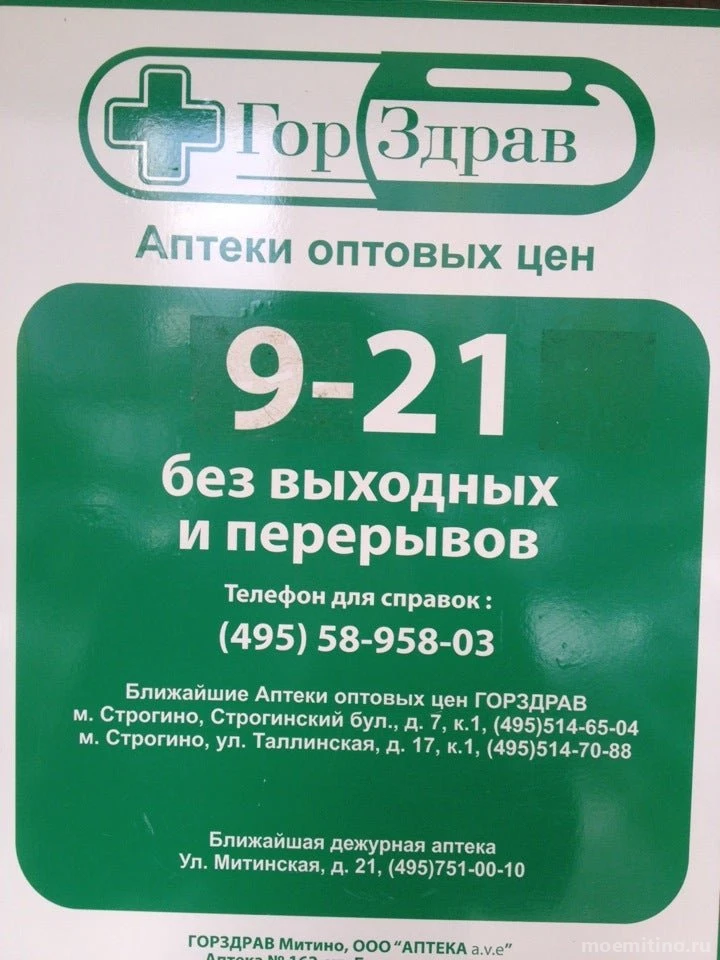 ГорЗдрав
Аптеки оптовых цен
9-21
без выходных
и перерывов
Телефон для справок :
(495) 58-958-03
Ближайшие Аптеки оптовых цен ГОРЗДРАВ
м. Строгино, Строгинский бул., д. 7, к.1, (495)514-65-04
м. Строгино, ул. Таллинская, д. 17, к.1, (495)514-70-88
Ближайшая дежурная аптека
Ул. Митинская, д. 21, (495)751-00-10
ГОРЗДРАВ Митино, ООО "АПТЕКА a.v.e"
Аптека №
moemitino.ru